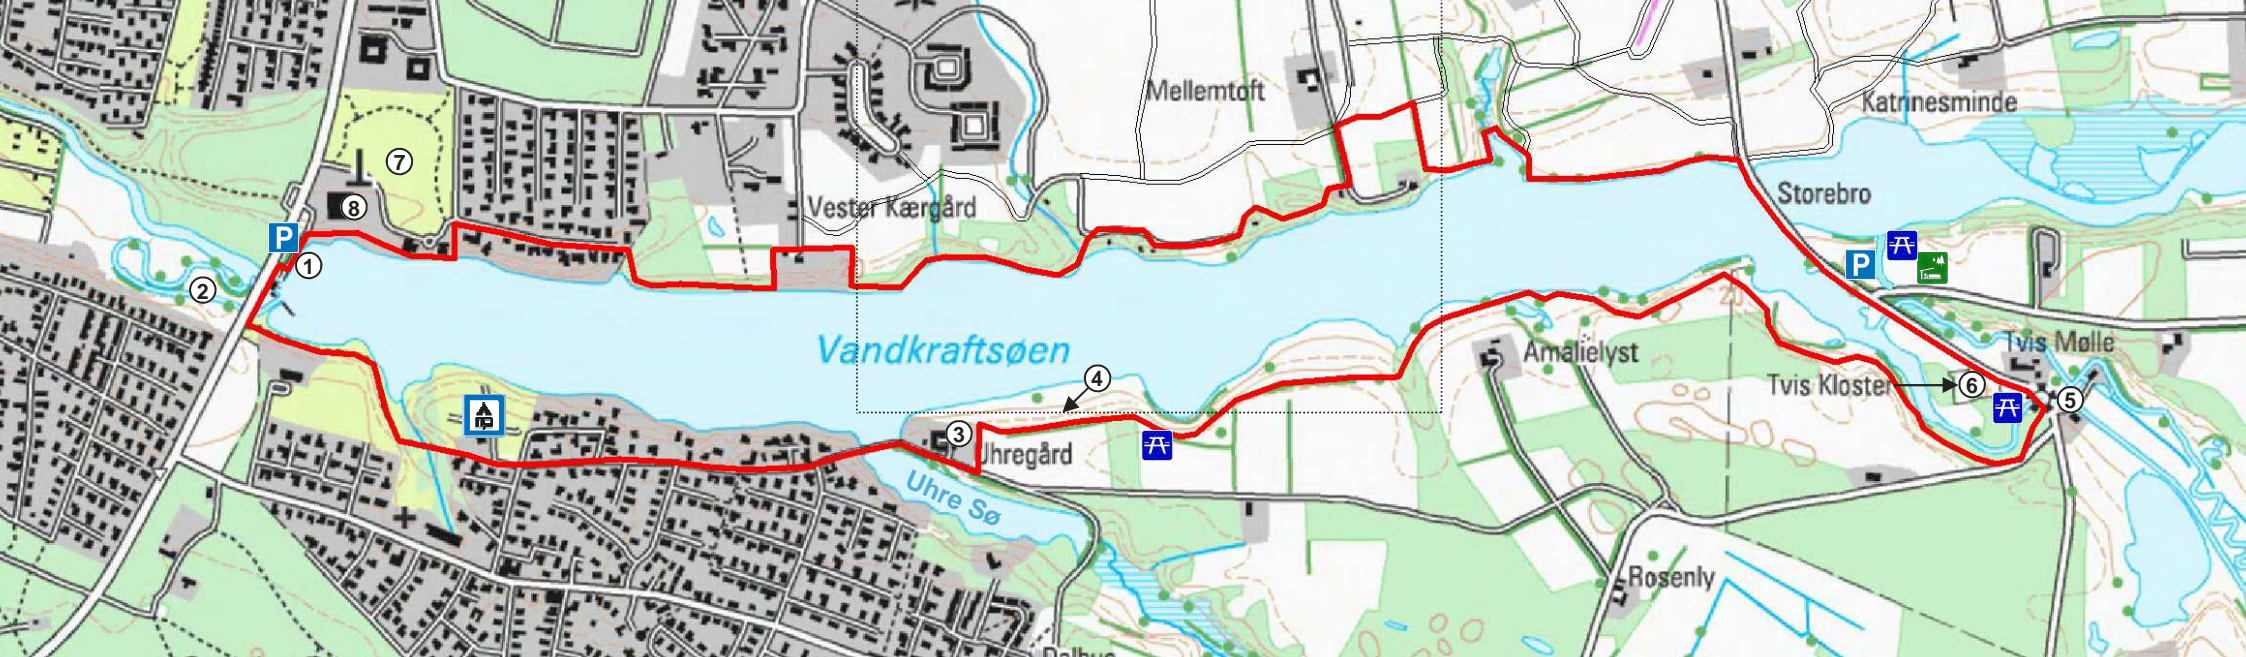 Mellemtoft
Katrinesminde
7
8
Vester Kærgård
Storebro
P
1
2
P
Vandkraftsøen
21
Amalielyst
Tvis Mølle
4
Tvis Kloster
6
5
3
Uhregård
Uhre Sø
Rosenly